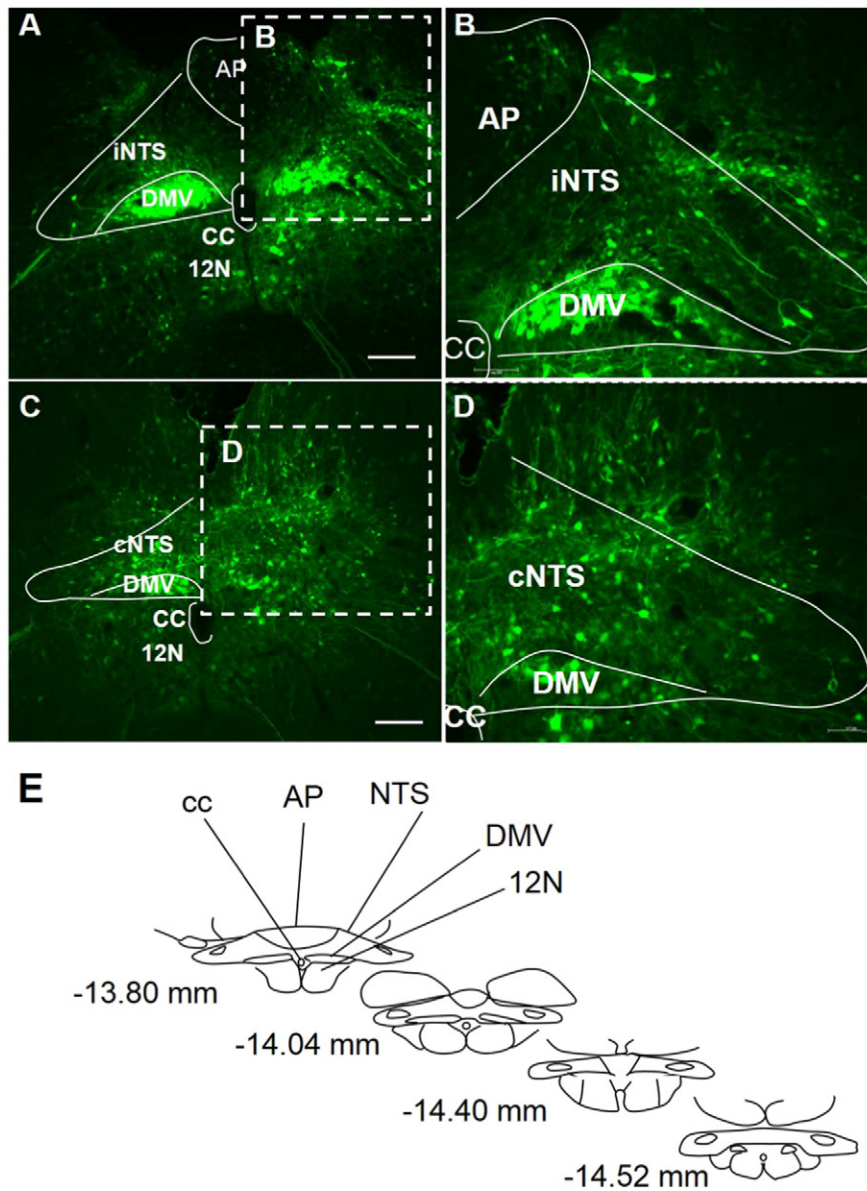 A
B
AP
iNTS
DMV
CC
12N
B
AP
iNTS
DMV
CC
C
D
cNTS
DMV
CC
12N
D
cNTS
DMV
CC
E
cc
AP
NTS
DMV
12N
-13.80 mm
-14.04 mm
-14.40 mm
-14.52 mm